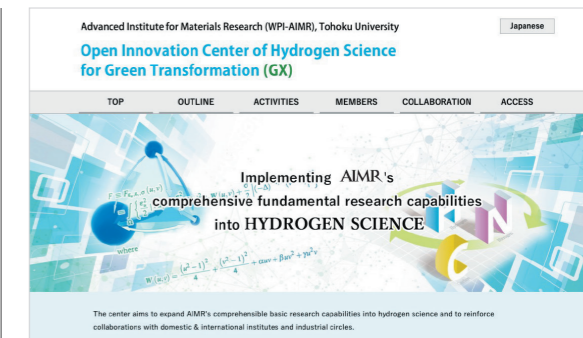 Advanced Institute for Materials Research (WPI-AIMR), Tohoku University
Japanese
Open Innovation Center of Hydrogen Science
for Green Transformation (GX)
TOP OUTLINE ACTIVITIES MEMBERS COLLABORATION ACCESS
Implementing AIMR's
comprehensive fundamental research capabilities
into HYDROGEN SCIENCE
where
H N
C
The center aims to expand AIMR's comprehensible basic research capabilities into hydrogen science and to reinforce
collaborations with domestic & international institutes and industrial circles.